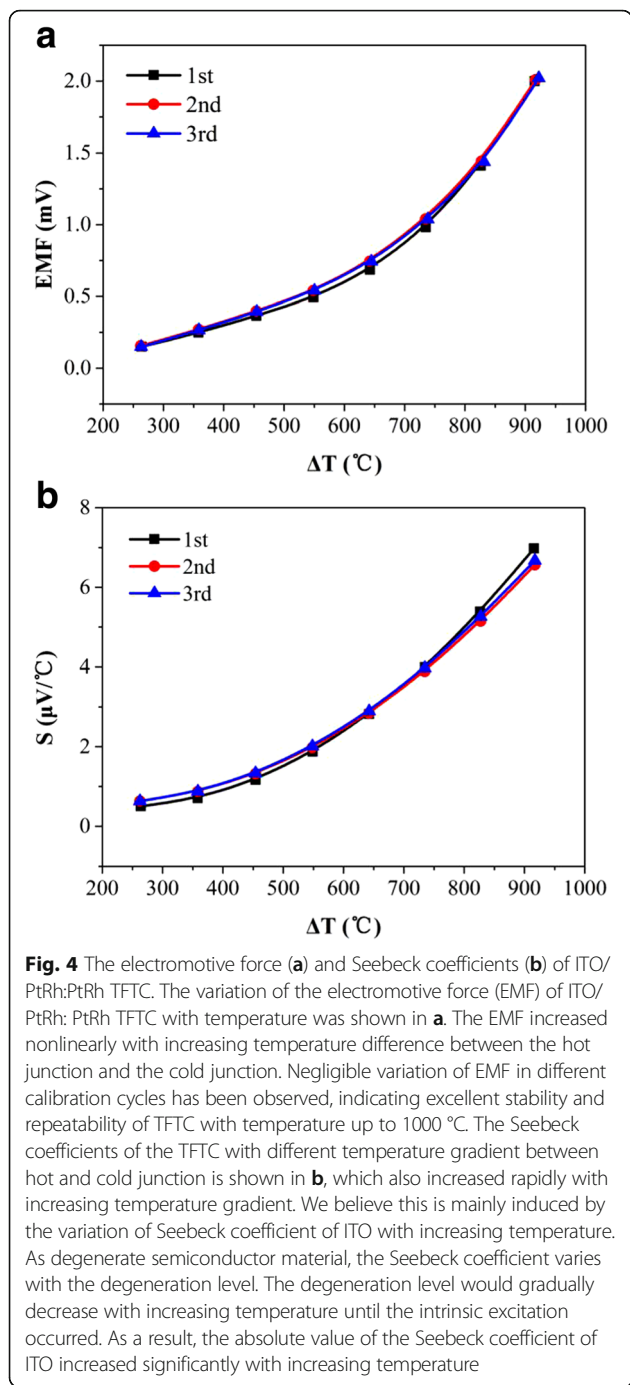 a
2.0
1.5
1.0
0.5
0.0
EMF (mV)
1st
2nd
3rd
200 300 400 500 600 700 800 900 1000
ΔT (℃)
b
8
6
4
2
0
S (μV/℃)
1st
2nd
3rd
200 300 400 500 600 700 800 900 1000
ΔT (℃)
Fig. 4 The electromotive force (a) and Seebeck coefficients (b) of ITO/
PtRh:PtRh TFTC. The variation of the electromotive force (EMF) of ITO/
PtRh: PtRh TFTC with temperature was shown in a. The EMF increased
nonlinearly with increasing temperature difference between the hot
junction and the cold junction. Negligible variation of EMF in different
calibration cycles has been observed, indicating excellent stability and
repeatability of TFTC with temperature up to 1000 °C. The Seebeck
coefficients of the TFTC with different temperature gradient between
hot and cold junction is shown in b, which also increased rapidly with
increasing temperature gradient. We believe this is mainly induced by
the variation of Seebeck coefficient of ITO with increasing temperature.
As degenerate semiconductor material, the Seebeck coefficient varies
with the degeneration level. The degeneration level would gradually
decrease with increasing temperature until the intrinsic excitation
occurred. As a result, the absolute value of the Seebeck coefficient of
ITO increased significantly with increasing temperature